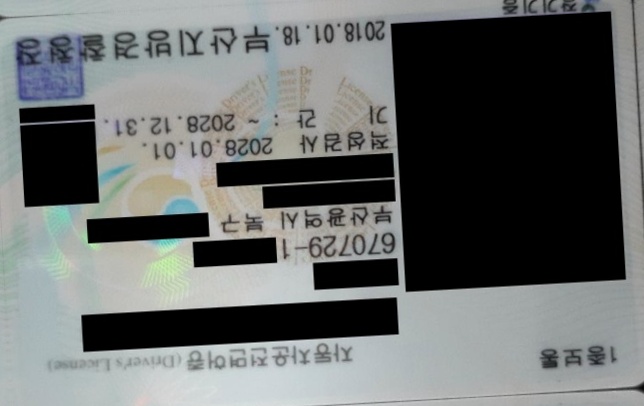 1종보통
자동차운전면허증 (Driver's License)
670729-1
부산광역시 북구
적성검사 2028.01.01.
기 간 : ~ 2028.12.31.
2018.01.18. 부산지방경찰청장